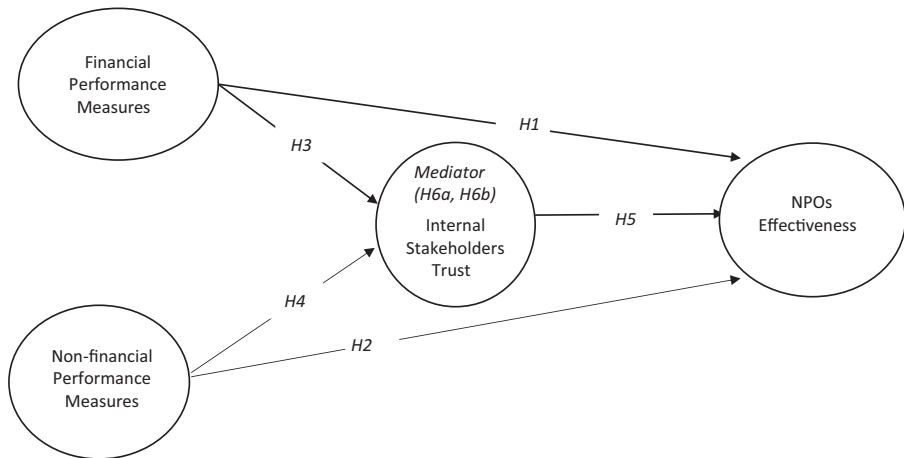 Financial
Performance
Measures
H1
H3
Mediator
(H6a, H6b)
Internal
Stakeholders
Trust
H5
NPOs
Effectiveness
H4
H2
Non-financial
Performance
Measures